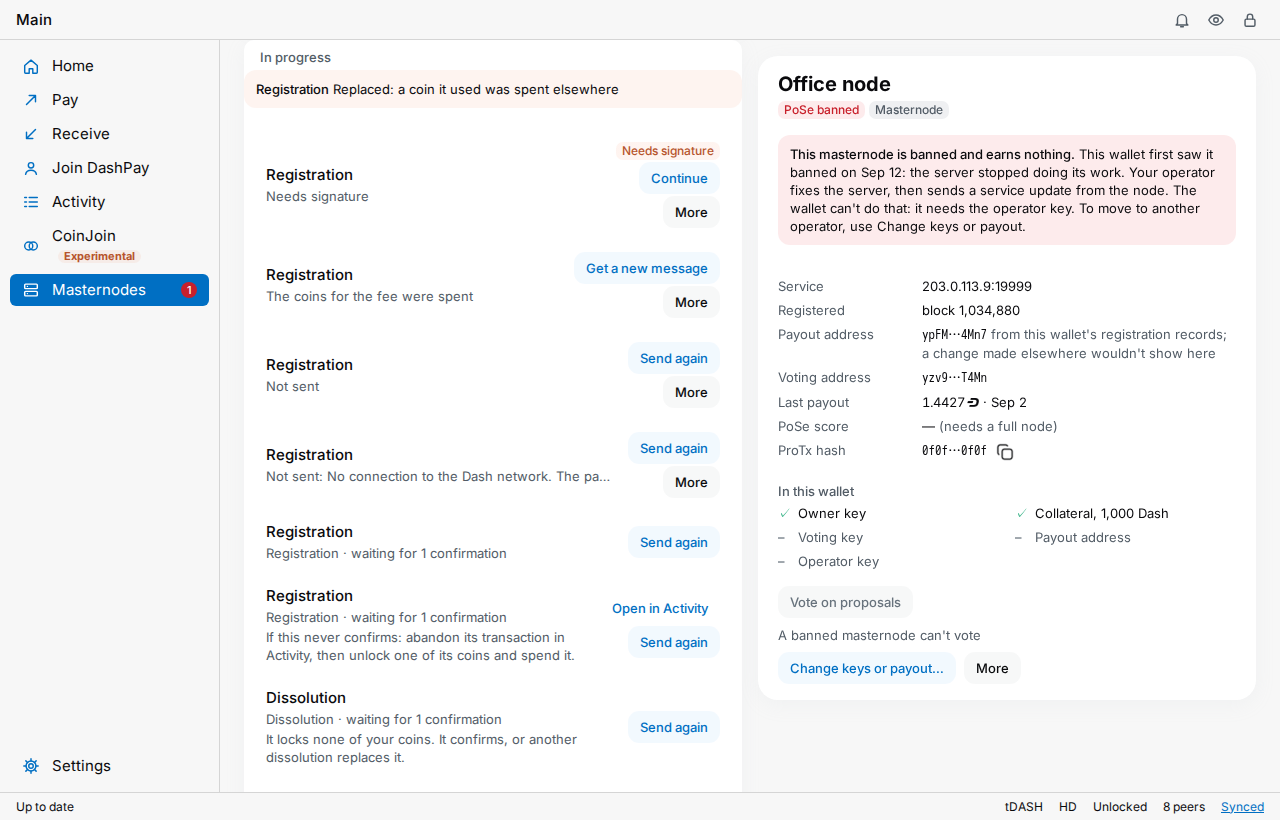 Main
Home
Pay
Receive
Join DashPay
Activity
CoinJoin
Experimental
Masternodes
1
Settings
In progress
Registration Replaced: a coin it used was spent elsewhere
Needs signature
Registration
Needs signature
Continue
More
Registration
The coins for the fee were spent
Get a new message
More
Registration
Not sent
Send again
More
Registration
Not sent: No connection to the Dash network. The pa...
Send again
More
Registration
Registration · waiting for 1 confirmation
Send again
Registration
Registration · waiting for 1 confirmation
If this never confirms: abandon its transaction in
Activity, then unlock one of its coins and spend it.
Open in Activity
Send again
Dissolution
Dissolution · waiting for 1 confirmation
It locks none of your coins. It confirms, or another
dissolution replaces it.
Send again
Office node
PoSe banned Masternode
This masternode is banned and earns nothing. This wallet first saw it
banned on Sep 12: the server stopped doing its work. Your operator
fixes the server, then sends a service update from the node. The
wallet can't do that: it needs the operator key. To move to another
operator, use Change keys or payout.
Service 203.0.113.9:19999
Registered block 1,034,880
Payout address ypFM···4Mn7 from this wallet's registration records;
a change made elsewhere wouldn't show here
Voting address yzv9···T4Mn
Last payout 1.4427 · Sep 2
PoSe score — (needs a full node)
ProTx hash 0f0f···0f0f
In this wallet
✓ Owner key ✓ Collateral, 1,000 Dash
– Voting key – Payout address
– Operator key
Vote on proposals
A banned masternode can't vote
Change keys or payout... More
Up to date tDASH HD Unlocked 8 peers Synced